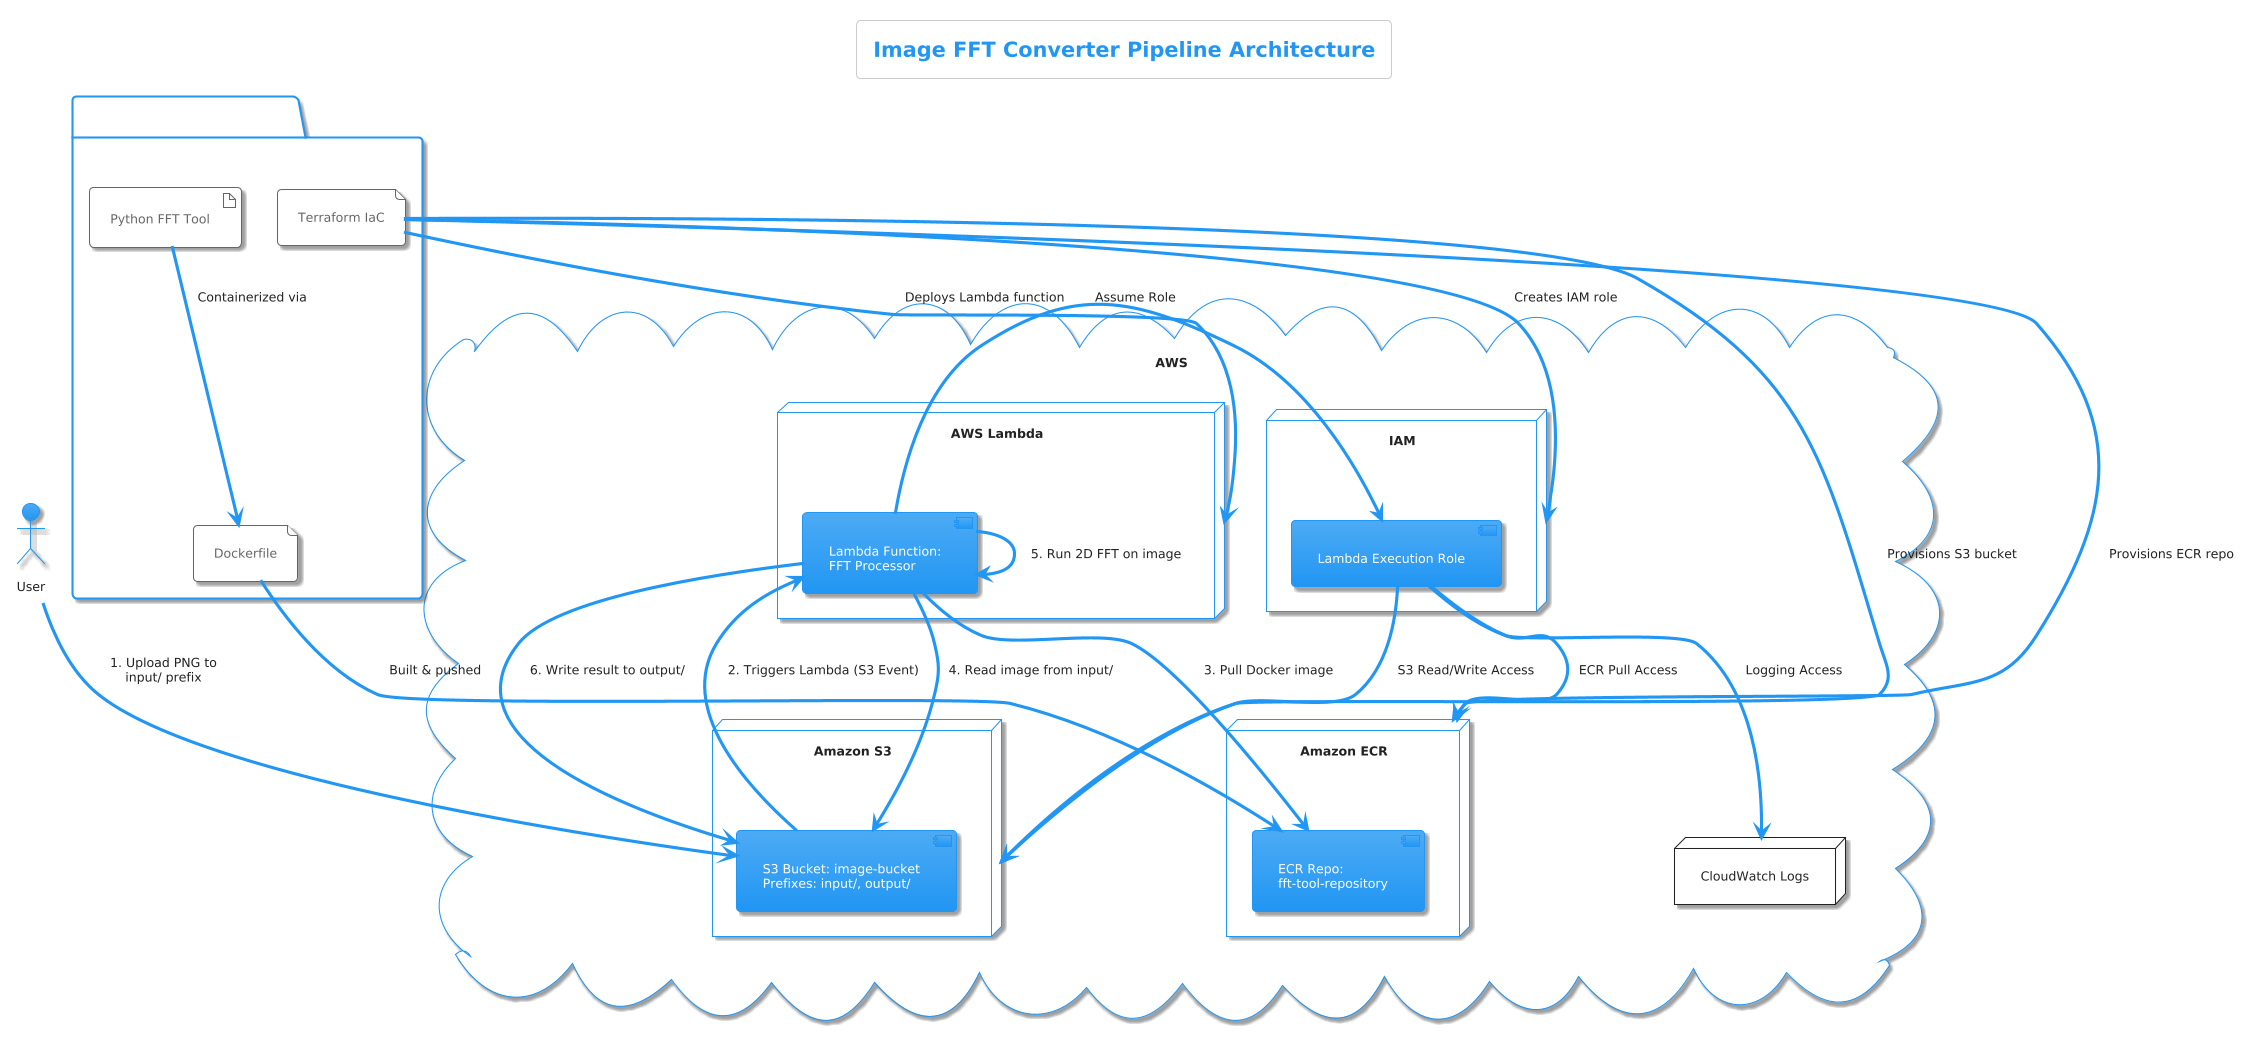 Image FFT Converter Pipeline Architecture
Python FFT Tool
Terraform IaC
Containerized via
Deploys Lambda function
Assume Role
Creates IAM role
AWS
AWS Lambda
IAM
Lambda Function:
FFT Processor
5. Run 2D FFT on image
Lambda Execution Role
Provisions S3 bucket
Provisions ECR repo
Dockerfile
User
1. Upload PNG to
input/ prefix
Built & pushed
6. Write result to output/
2. Triggers Lambda (S3 Event)
4. Read image from input/
3. Pull Docker image
S3 Read/Write Access
ECR Pull Access
Logging Access
Amazon S3
Amazon ECR
S3 Bucket: image-bucket
Prefixes: input/, output/
ECR Repo:
fft-tool-repository
CloudWatch Logs